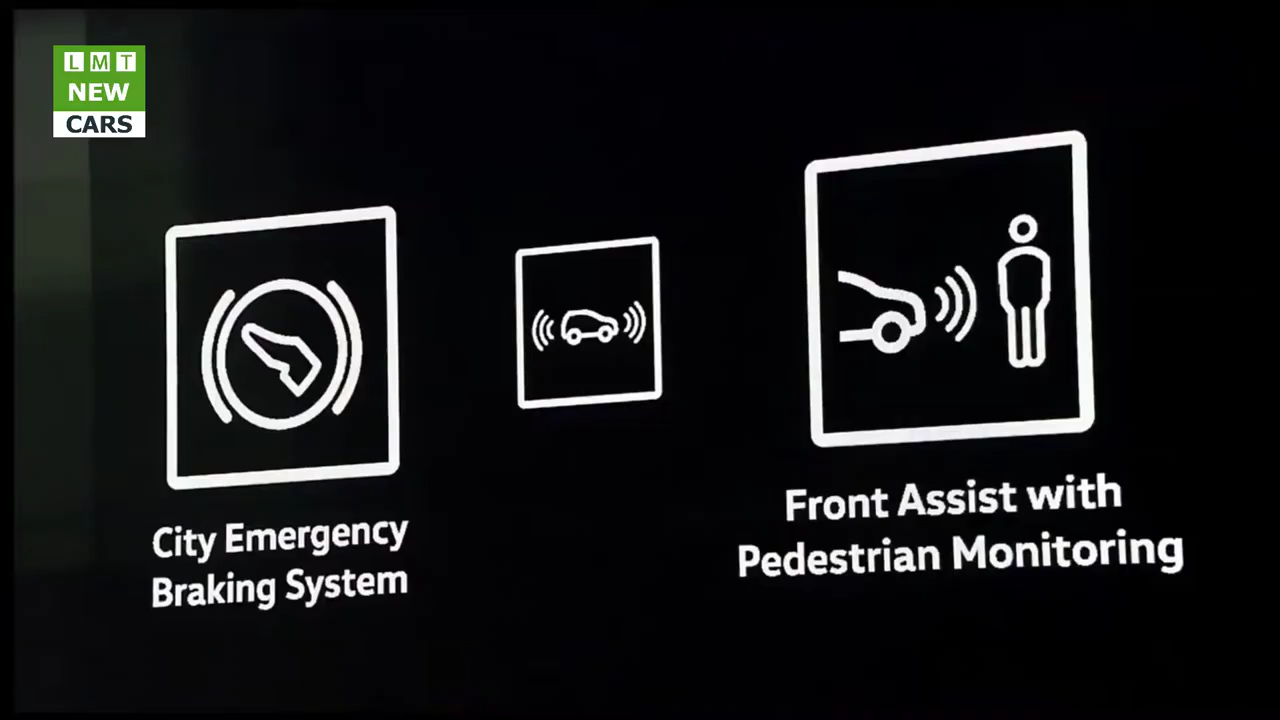 LMT
NEW
CARS
City Emergency
Braking System
Front Assist with
Pedestrian Monitoring